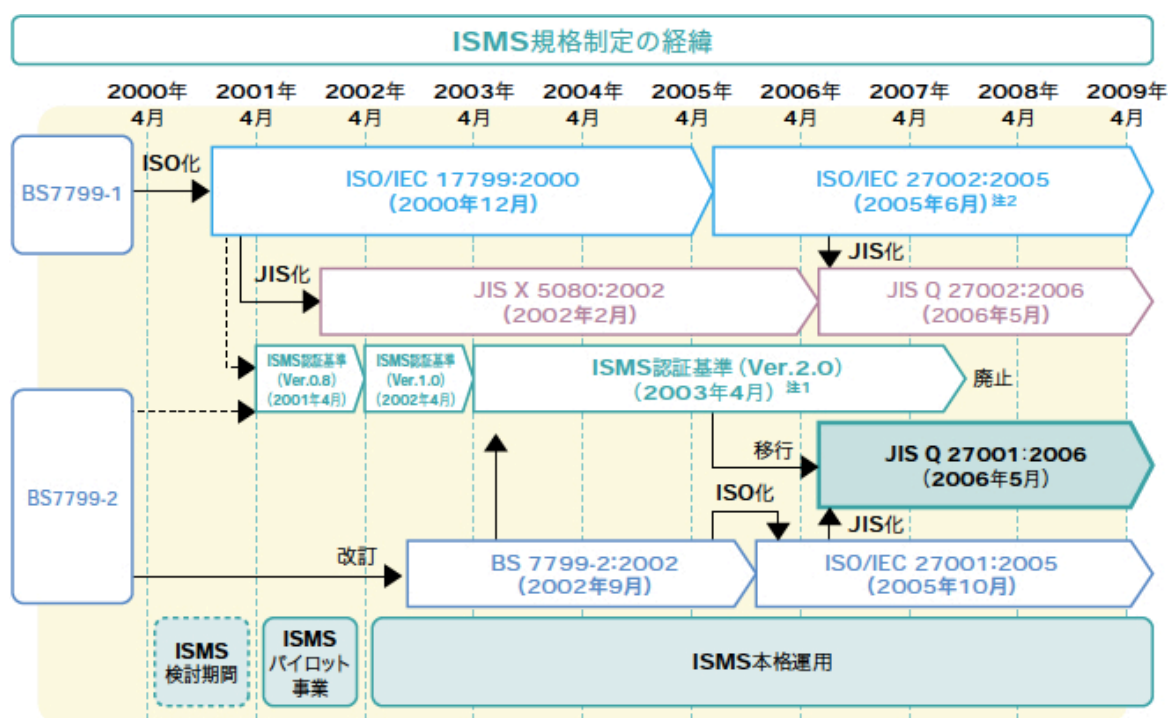 ISMS規格制定の経緯
2000年 2001年 2002年 2003年 2004年 2005年 2006年 2007年 2008年 2009年
4月 4月 4月 4月 4月 4月 4月 4月 4月 4月
BS7799-1
ISO化
ISO/IEC 17799:2000
(2000年12月)
ISO/IEC 27002:2005
(2005年6月)注2
JIS化
JIS化
JIS X 5080:2002
(2002年2月)
JIS Q 27002:2006
(2006年5月)
ISMS認証基準
(Ver.0.8)
(2001年4月)
ISMS認証基準
(Ver.1.0)
(2002年4月)
ISMS認証基準(Ver.2.0)
(2003年4月)注1
廃止
BS7799-2
移行
JIS Q 27001:2006
(2006年5月)
ISO化
JIS化
改訂
BS 7799-2:2002
(2002年9月)
ISO/IEC 27001:2005
(2005年10月)
ISMS
検討期間
ISMS
パイロット
事業
ISMS本格運用